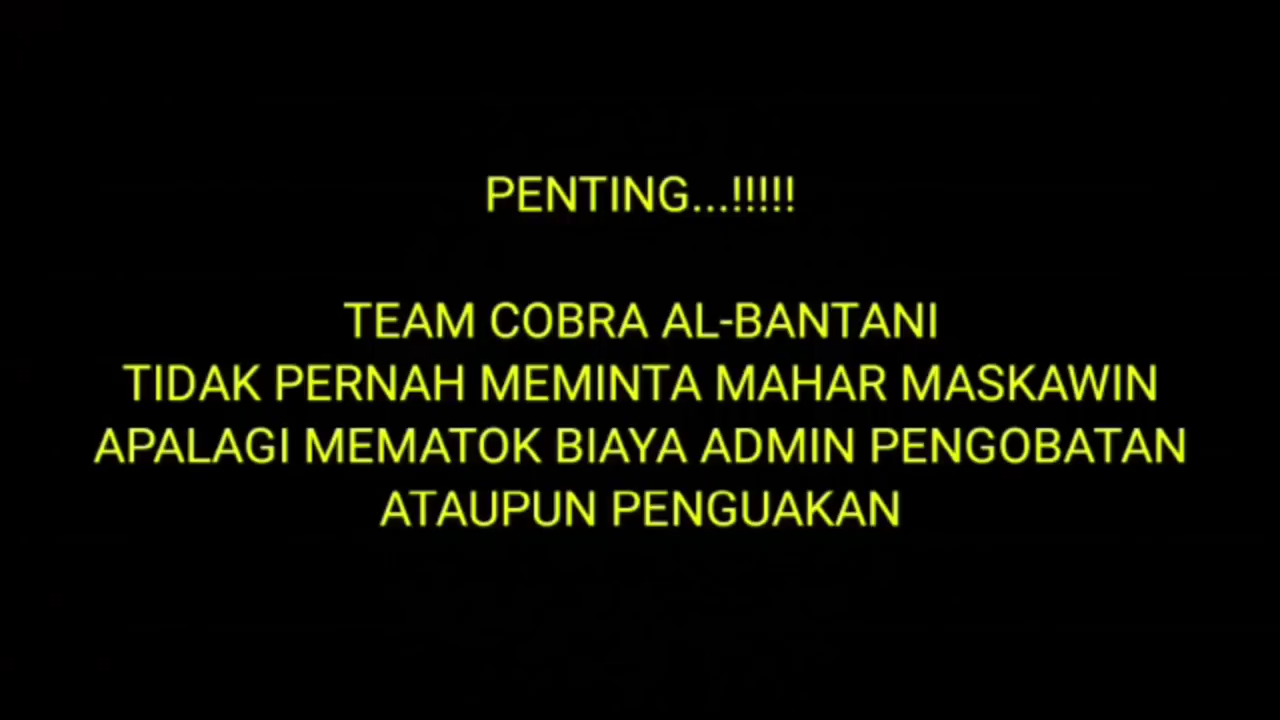 PENTING...!!!!!
TEAM COBRA AL-BANTANI
TIDAK PERNAH MEMINTA MAHAR MASKAWIN
APALAGI MEMATOK BIAYA ADMIN PENGOBATAN
ATAUPUN PENGUAKAN